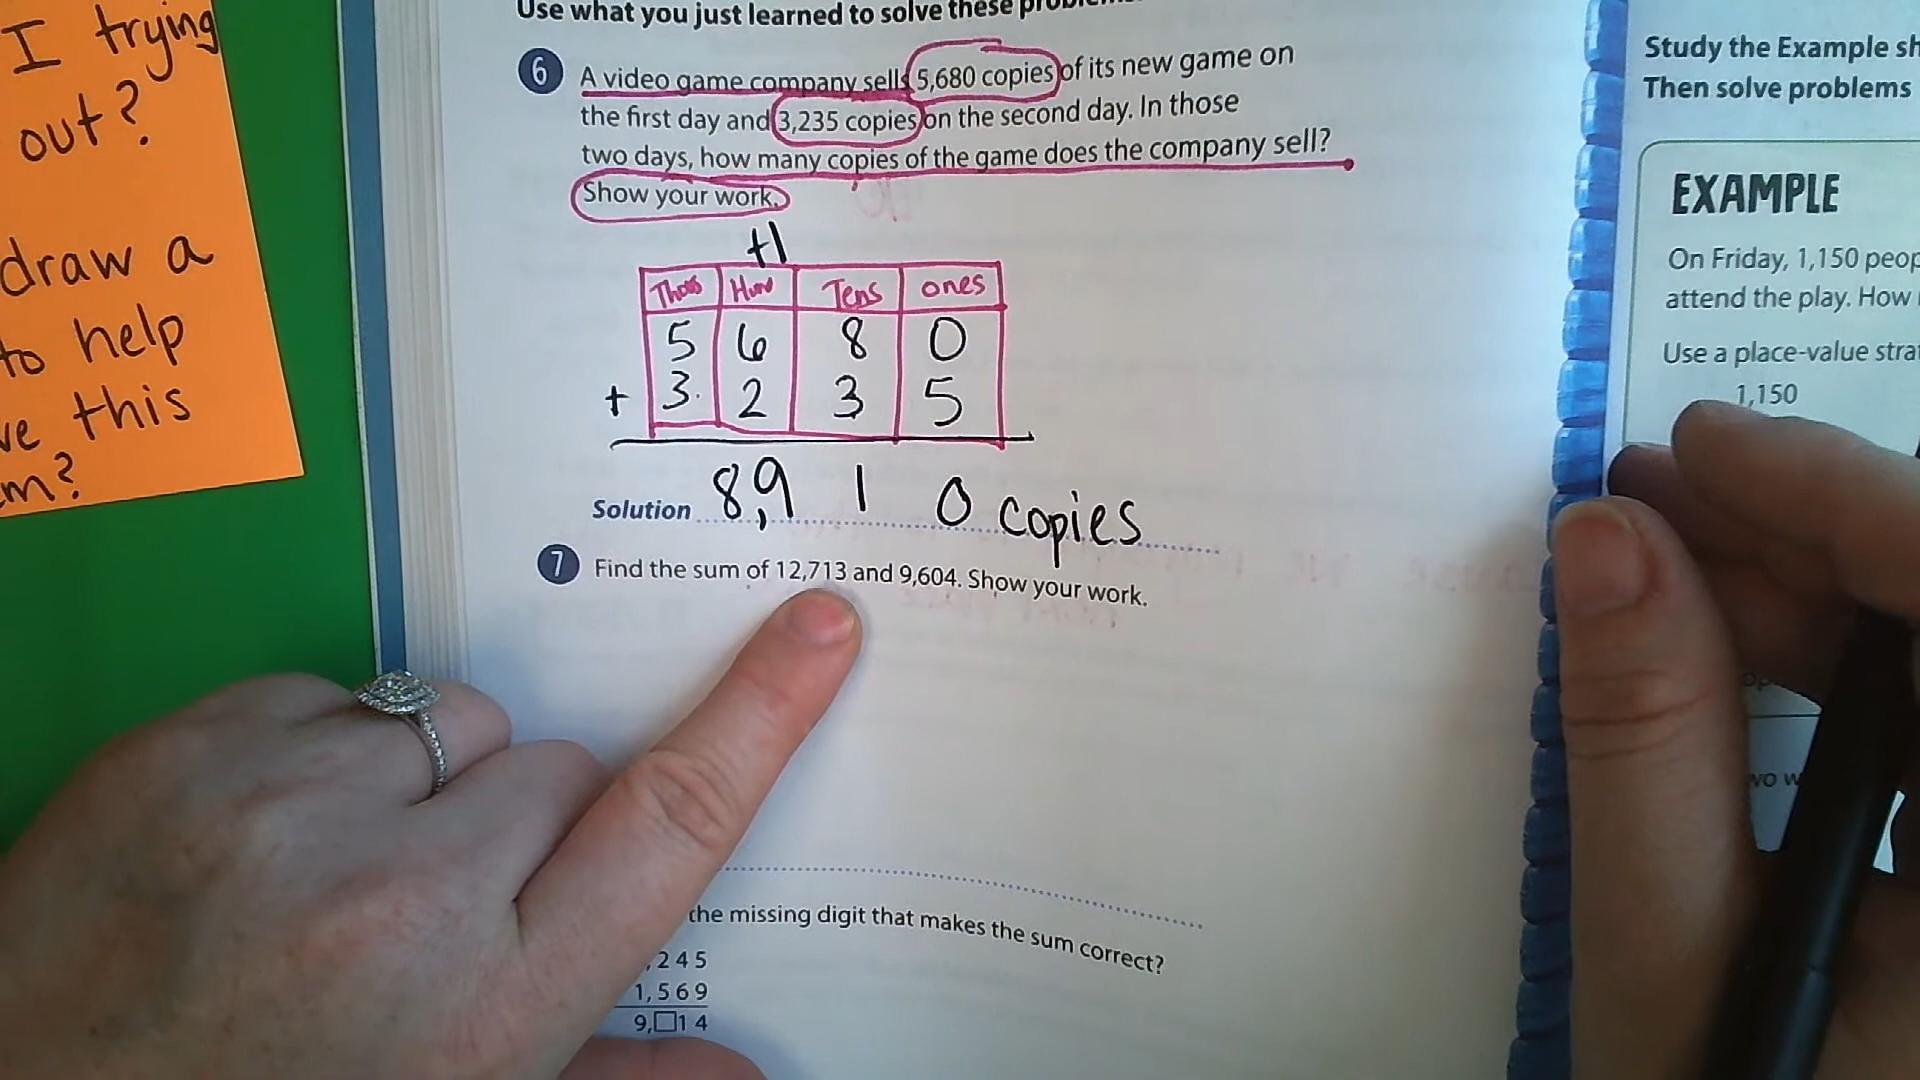 I trying
out?
draw a
to help
this
Use what you just learned to solve these
6 A video game company sells 5,680 copies of its new game on
the first day and 3,235 copies on the second day. In those
two days, how many copies of the game does the company sell?
Show your work.
+1
Thous Hun Tens ones
5 6 8 0
+ 3 2 3 5
Solution 8,9 1 0 copies
7 Find the sum of 12,713 and 9,604. Show your work.
the missing digit that makes the sum correct?
,245
1,569
9,□14
Study the Example
Then solve problems
EXAMPLE
On Friday, 1,150
attend the play. How
Use a place-value
1,150